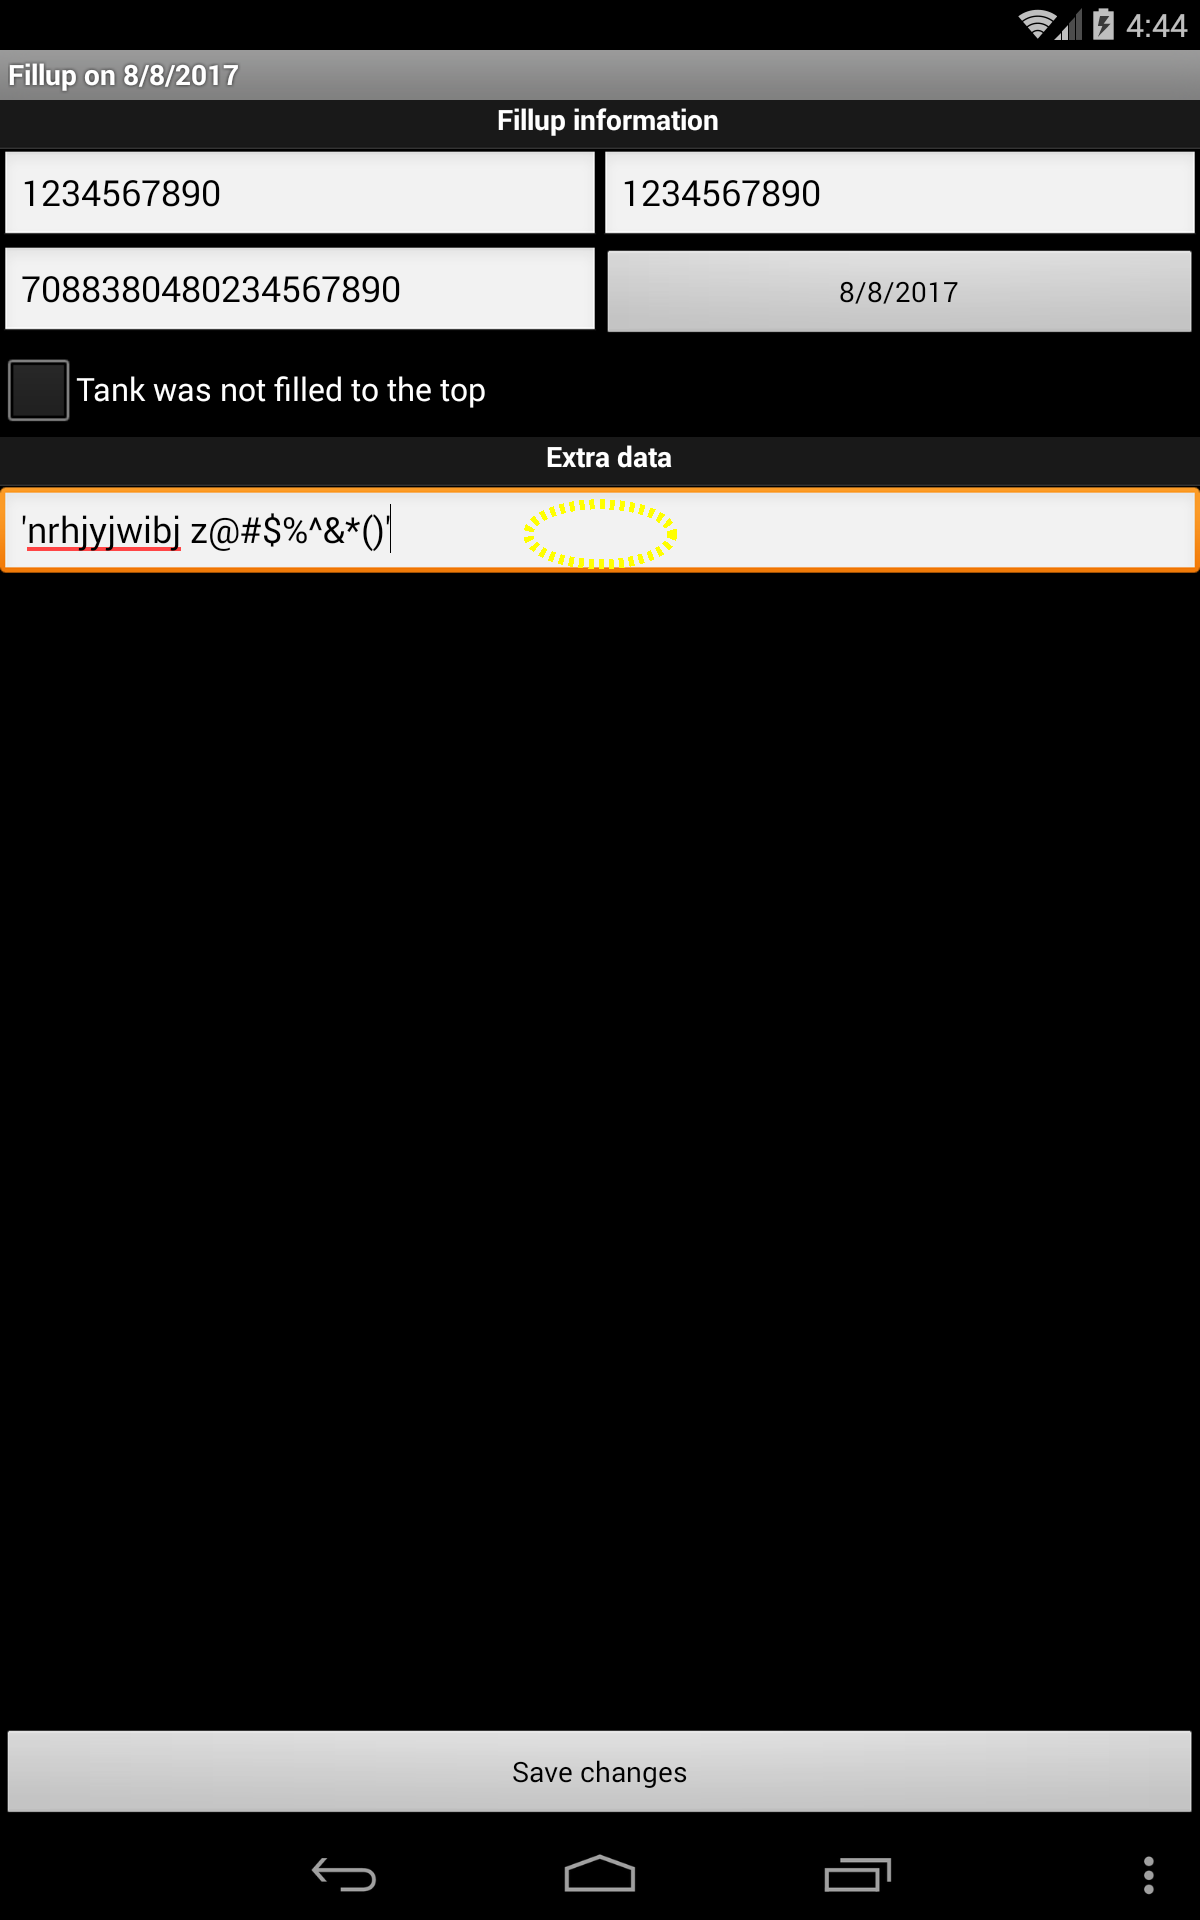 4:44
Fillup on 8/8/2017
Fillup information
1234567890 1234567890
7088380480234567890 8/8/2017
Tank was not filled to the top
Extra data
'nrhjyjwibj z@#$%^&*()'
Save changes